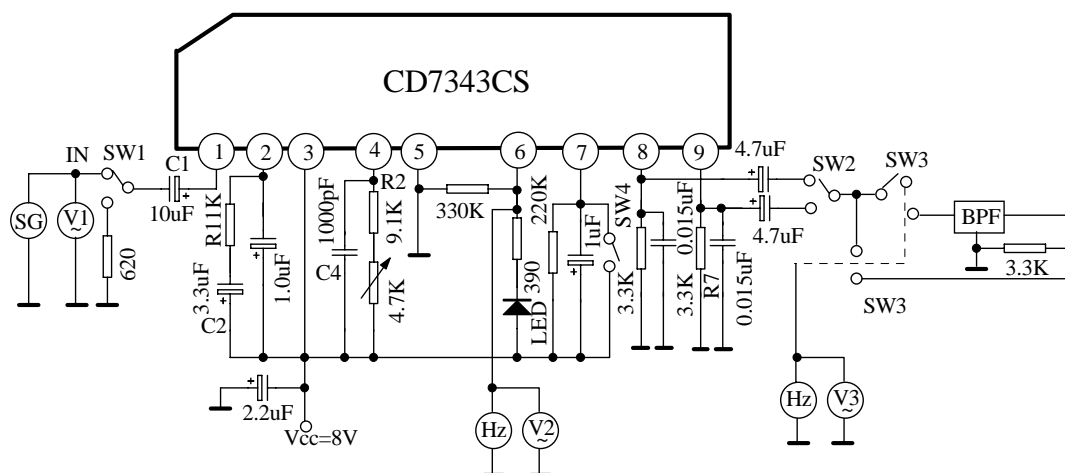 CD7343CS
1 2 3 4 5 6 7 8 9
IN
SW1
C1
10uF
SG
V1
~
620
R11K
3.3uF
C2
1.0uF
2.2uF
Vcc=8V
1000pF
C4
R2
9.1K
4.7K
330K
220K
390
LED
1uF
SW4
3.3K
0.015uF
3.3K
R7
0.015uF
4.7uF
4.7uF
SW2
SW3
BPF
3.3K
SW3
Hz
V2
~
Hz
V3
~